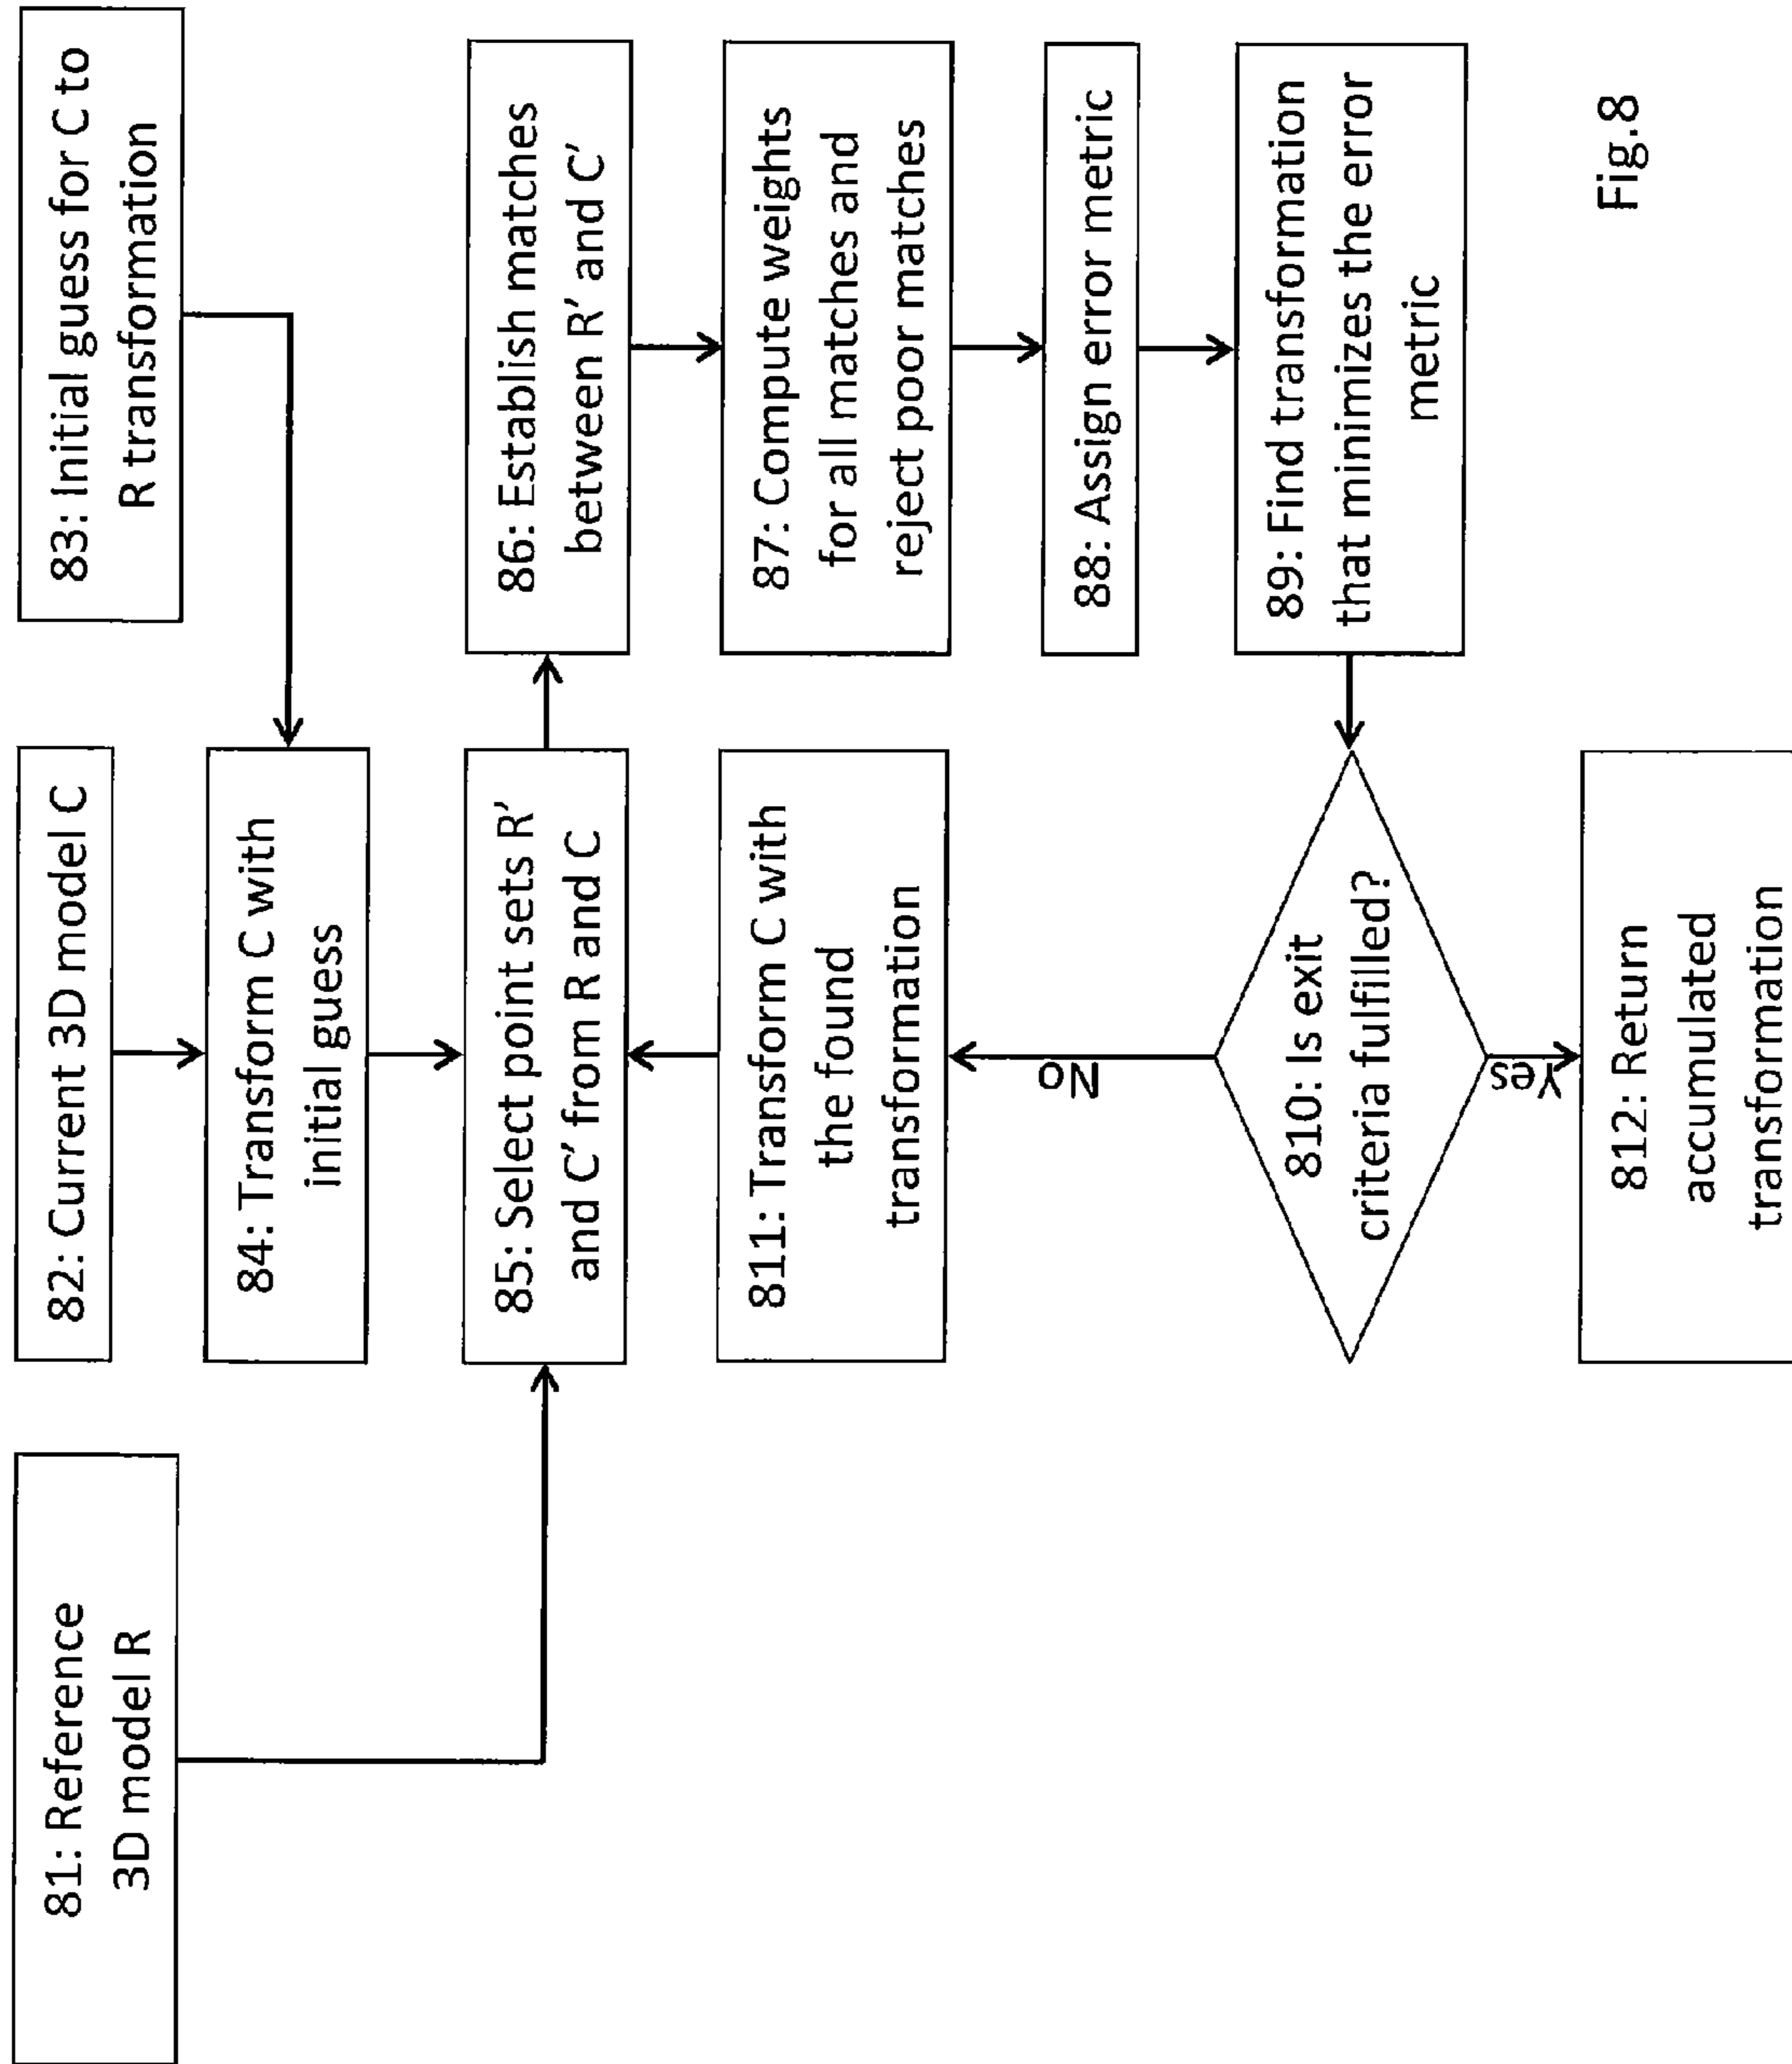 81: Reference
3D model R
82: Current 3D model C
83: Initial guess for C to
R transformation
84: Transform C with
initial guess
85: Select point sets R'
and C' from R and C
86: Establish matches
between R' and C'
87: Compute weights
for all matches and
reject poor matches
88: Assign error metric
89: Find transformation
that minimizes the error
metric
810: Is exit
criteria fulfilled?
No
811: Transform C with
the found
transformation
Yes
812: Return
accumulated
transformation
Fig.8